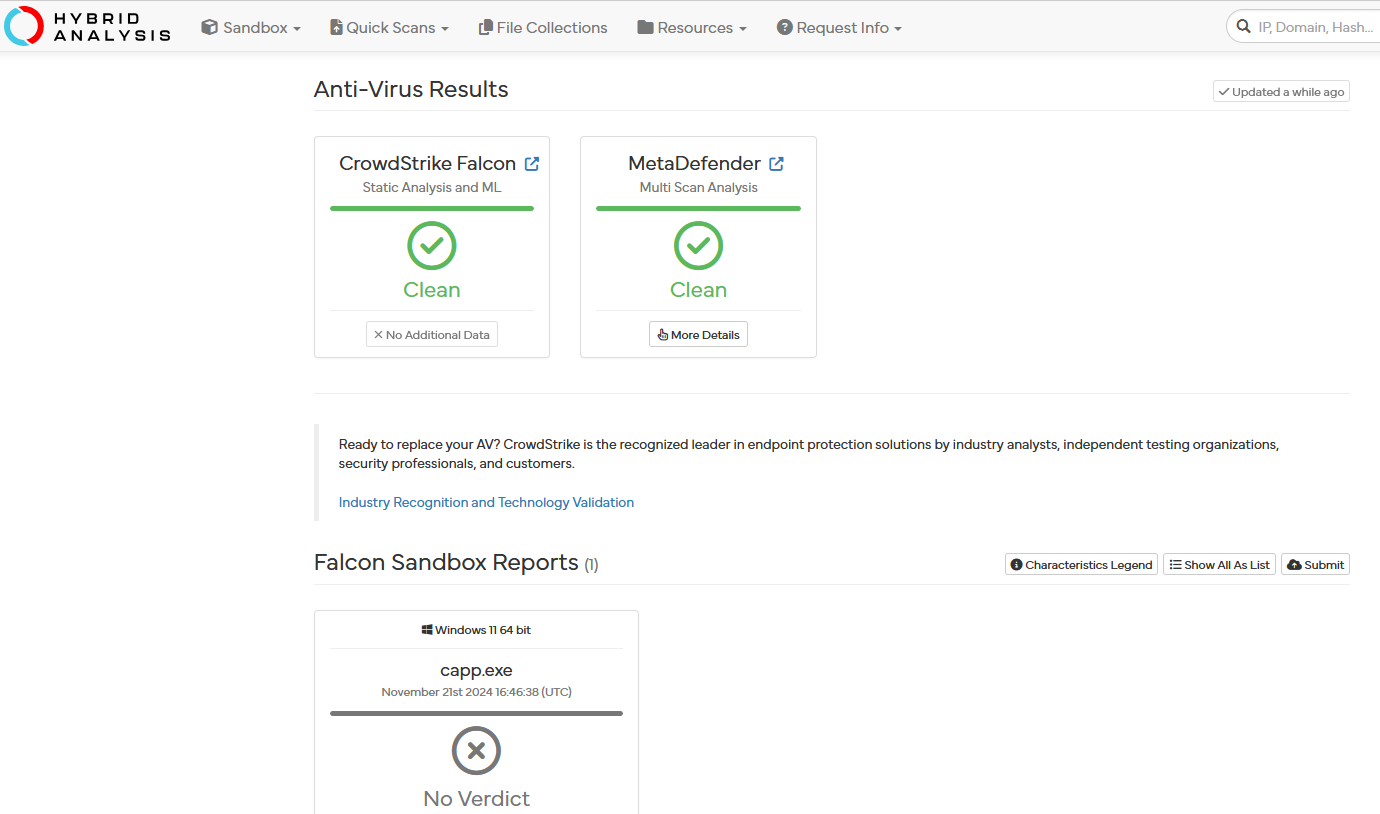 HYBRID
ANALYSIS
Sandbox
Quick Scans
File Collections
Resources
Request Info
IP, Domain, Hash...
Anti-Virus Results
Updated a while ago
CrowdStrike Falcon
Static Analysis and ML
Clean
No Additional Data
MetaDefender
Multi Scan Analysis
Clean
More Details
Ready to replace your AV? CrowdStrike is the recognized leader in endpoint protection solutions by industry analysts, independent testing organizations,
security professionals, and customers.
Industry Recognition and Technology Validation
Falcon Sandbox Reports (1)
Characteristics Legend
Show All As List
Submit
Windows 11 64 bit
capp.exe
November 21st 2024 16:46:38 (UTC)
No Verdict